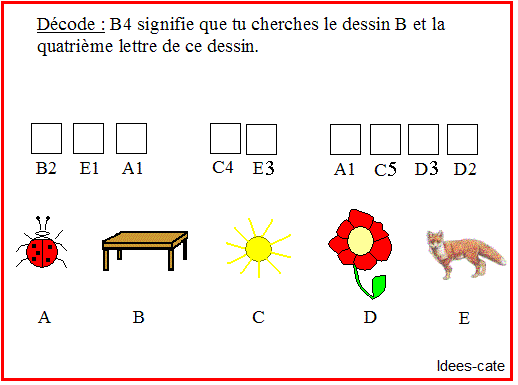 Décode : B4 signifie que tu cherches le dessin B et la
quatrième lettre de ce dessin.
B2 E1 A1 C4 E3 A1 C5 D3 D2
A B C D E
Idees-cate